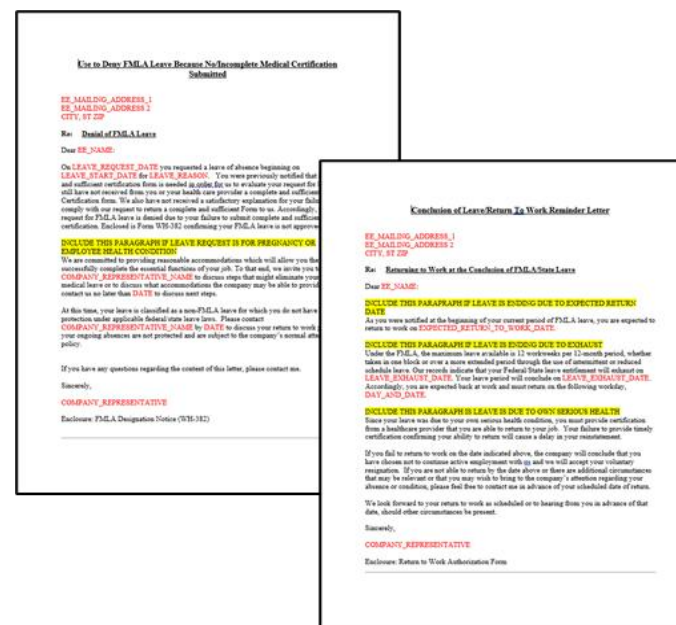 Use to Deny FMLA Leave Because No/Incomplete Medical Certification
Submitted
EE_MAILING_ADDRESS_1
EE_MAILING_ADDRESS 2
CITY, ST ZIP
Re: Denial of FMLA Leave
Dear EE_NAME:
On LEAVE_REQUEST_DATE you requested a leave of absence beginning on
LEAVE_START_DATE for LEAVE_REASON. You were previously notified that
and sufficient certification form is needed in order for us to evaluate your request for
still have not received from you or your health care provider a complete and sufficient
Certification form. We also have not received a satisfactory explanation for your failu
comply with our request to return a complete and sufficient Form to us. Accordingly,
request for FMLA leave is denied due to your failure to submit complete and sufficien
certification. Enclosed is Form WH-382 confirming your FMLA leave is not approve
INCLUDE THIS PARAGRAPH IF LEAVE REQUEST IS FOR PREGNANCY OR
EMPLOYEE HEALTH CONDITION
We are committed to providing reasonable accommodations which will allow you the
successfully complete the essential functions of your job. To that end, we invite you t
COMPANY_REPRESENTATIVE_NAME to discuss steps that might eliminate your
medical leave or to discuss what accommodations the company may be able to provid
contact us no later than DATE to discuss next steps.
At this time, your leave is classified as a non-FMLA leave for which you do not have
protection under applicable federal state leave laws. Please contact
COMPANY_REPRESENTATIVE_NAME by DATE to discuss your return to work
your ongoing absences are not protected and are subject to the company's normal atte
policy.
If you have any questions regarding the content of this letter, please contact me.
Sincerely,
COMPANY_REPRESENTATIVE
Enclosure: FMLA Designation Notice (WH-382)
Conclusion of Leave/Return To Work Reminder Letter
EE_MAILING_ADDRESS_1
EE_MAILING_ADDRESS 2
CITY, ST ZIP
Re: Returning to Work at the Conclusion of FMLA/State Leave
Dear EE_NAME:
INCLUDE THIS PARAPRAPH IF LEAVE IS ENDING DUE TO EXPECTED RETURN
DATE
As you were notified at the beginning of your current period of FMLA leave, you are expected to
return to work on EXPECTED_RETURN_TO_WORK_DATE.
INCLUDE THIS PARAGRAPH IF LEAVE IS ENDING DUE TO EXHAUST
Under the FMLA, the maximum leave available is 12 workweeks per 12-month period, whether
taken in one block or over a more extended period through the use of intermittent or reduced
schedule leave. Our records indicate that your Federal/State leave entitlement will exhaust on
LEAVE_EXHAUST_DATE. Your leave period will conclude on LEAVE_EXHAUST_DATE.
Accordingly, you are expected back at work and must return on the following workday,
DAY_AND_DATE.
INCLUDE THIS PARAGRAPH IS LEAVE IS DUE TO OWN SERIOUS HEALTH
Since your leave was due to your own serious health condition, you must provide certification
from a healthcare provider that you are able to return to your job. Your failure to provide timely
certification confirming your ability to return will cause a delay in your reinstatement.
If you fail to return to work on the date indicated above, the company will conclude that you
have chosen not to continue active employment with us and we will accept your voluntary
resignation. If you are not able to return by the date above or there are additional circumstances
that may be relevant or that you may wish to bring to the company's attention regarding your
absence or condition, please feel free to contact me in advance of your scheduled date of return.
We look forward to your return to work as scheduled or to hearing from you in advance of that
date, should other circumstances be present.
Sincerely,
COMPANY_REPRESENTATIVE
Enclosure: Return to Work Authorization Form